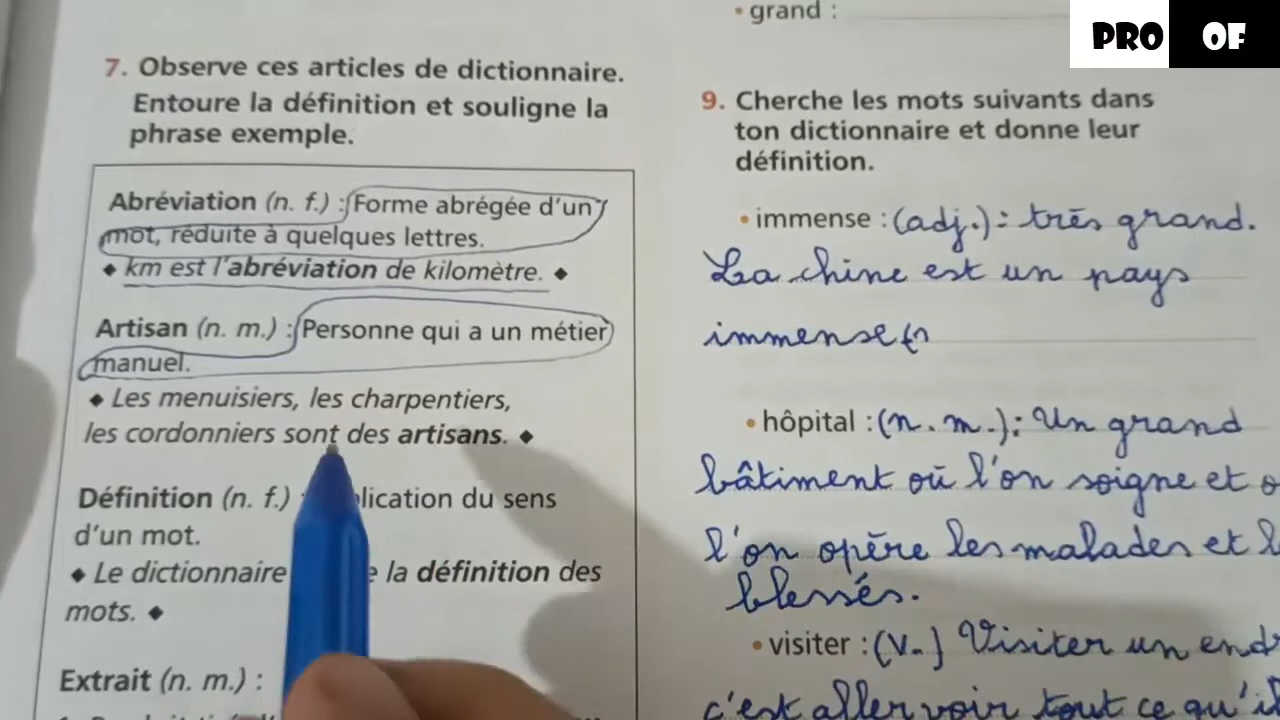 PRO OF
• grand :
7. Observe ces articles de dictionnaire.
Entoure la définition et souligne la
phrase exemple.
Abréviation (n. f.) : Forme abrégée d'un
mot, réduite à quelques lettres.
◆ km est l'abréviation de kilomètre. ◆
Artisan (n. m.) : Personne qui a un métier
manuel.
◆ Les menuisiers, les charpentiers,
les cordonniers sont des artisans. ◆
Définition (n. f.) lication du sens
d'un mot.
◆ Le dictionnaire la définition des
mots. ◆
Extrait (n. m.) :
9. Cherche les mots suivants dans
ton dictionnaire et donne leur
définition.
• immense : (adj.) : très grand.
La chine est un pays
immense
• hôpital : (n. m.) : Un grand
bâtiment où l'on soigne et o
l'on opère les malades et l
blessés.
• visiter : (v.) Visiter un end
c'est aller voir tout ce qu'il